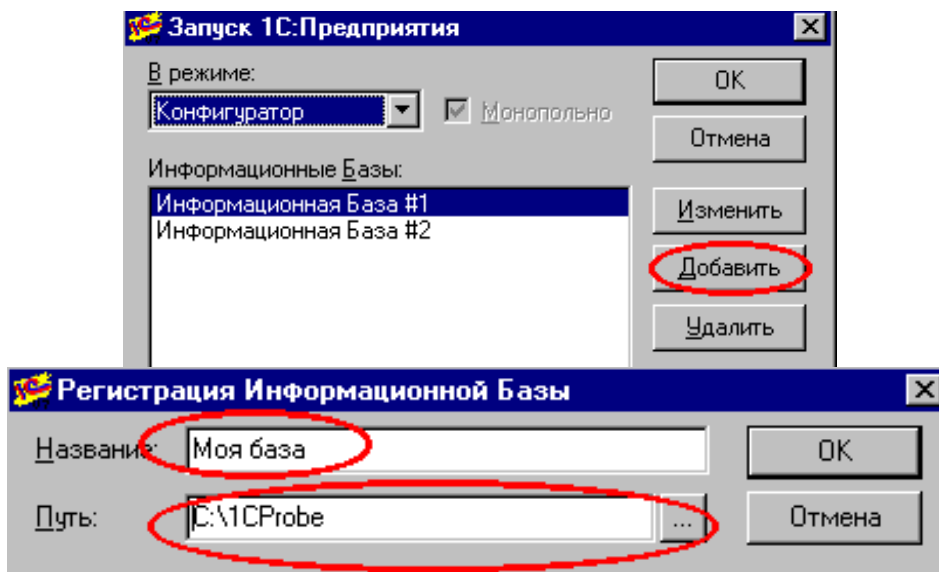 Запуск 1С:Предприятия
В режиме:
OK
Конфигуратор
Монопольно
Отмена
Информационные Базы:
Информационная База #1
Изменить
Информационная База #2
Добавить
Удалить
Регистрация Информационной Базы
Название:
Моя база
OK
Путь:
C:\1CProbe
...
Отмена